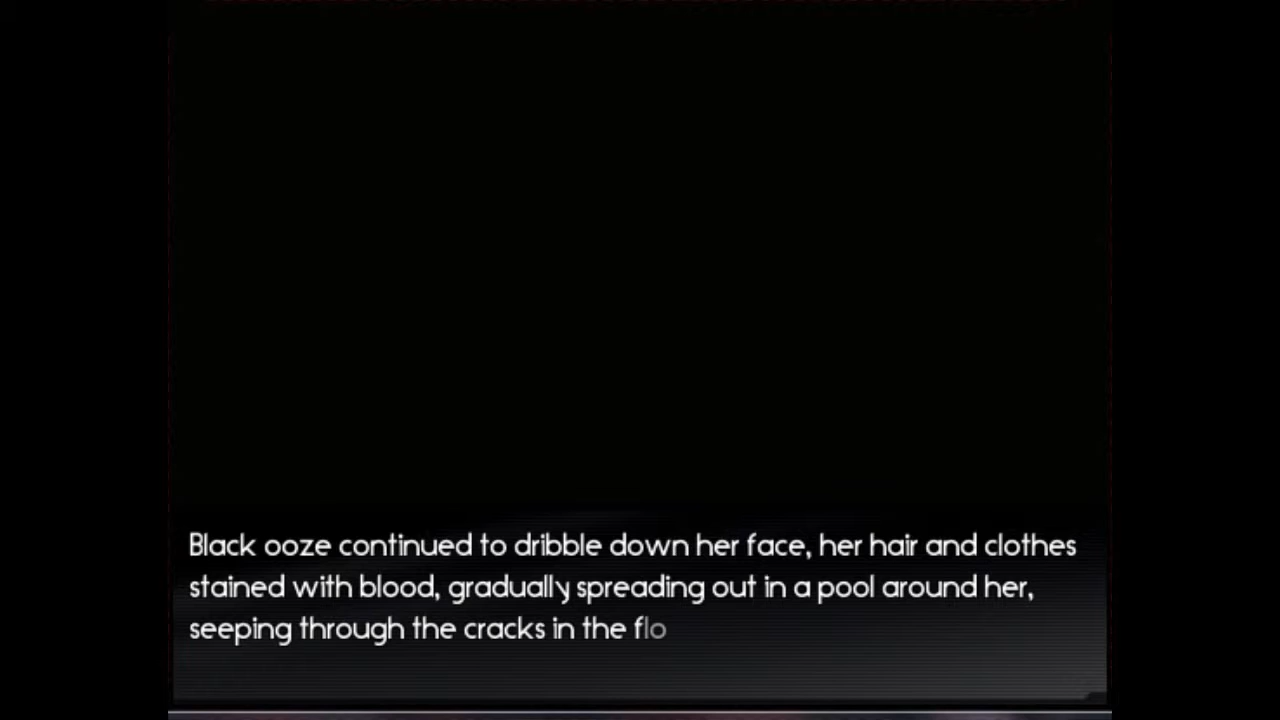 Black ooze continued to dribble down her face, her hair and clothes
stained with blood, gradually spreading out in a pool around her,
seeping through the cracks in the flo